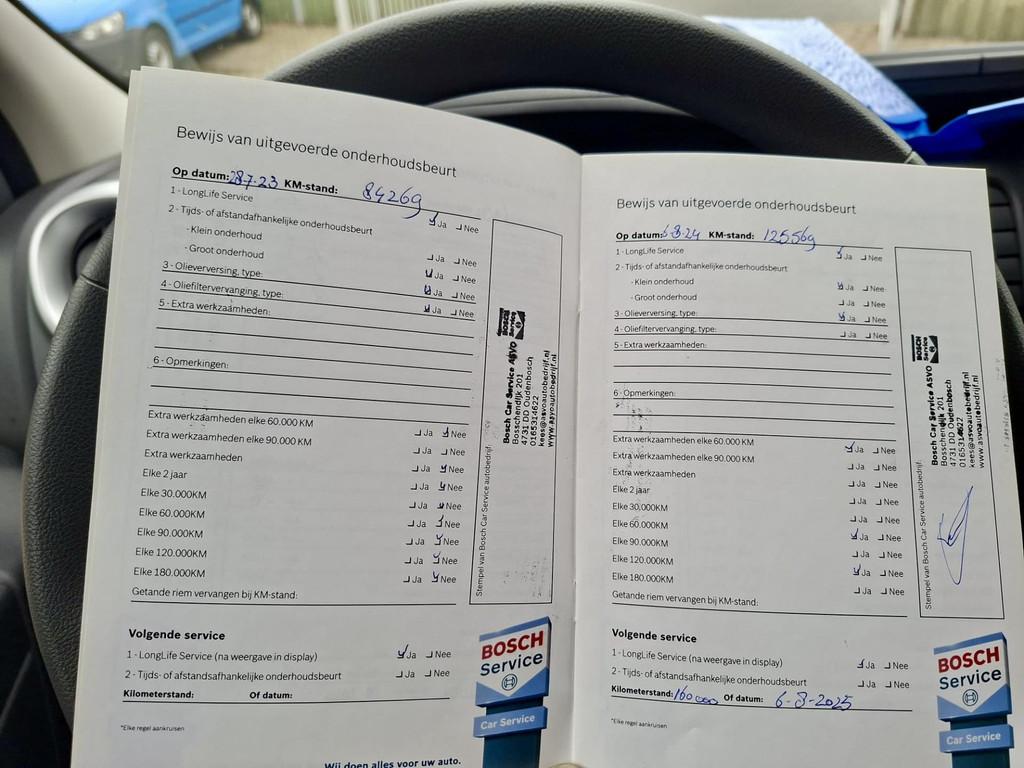 Bewijs van uitgevoerde onderhoudsbeurt
Op datum: 28-7-23 KM-stand: 84269
1 - LongLife Service Ja Nee
2 - Tijds- of afstandafhankelijke onderhoudsbeurt
- Klein onderhoud Ja Nee
- Groot onderhoud Ja Nee
3 - Olieverversing, type: Ja Nee
4 - Oliefiltervervanging, type: Ja Nee
5 - Extra werkzaamheden:
6 - Opmerkingen:
Extra werkzaamheden elke 60.000 KM Ja Nee
Extra werkzaamheden elke 90.000 KM Ja Nee
Extra werkzaamheden Ja Nee
Elke 2 jaar Ja Nee
Elke 30.000KM Ja Nee
Elke 60.000KM Ja Nee
Elke 90.000KM Ja Nee
Elke 120.000KM Ja Nee
Elke 180.000KM
Getande riem vervangen bij KM-stand:
Stempel van Bosch Car Service autobedrijf:
BOSCH
Service
Bosch Car Service ASVO
Bosschendijk 201
4731 DD Oudenbosch
0165314622
kees@asvoautobedrijf.nl
www.asvoautobedrijf.nl
Volgende service
1 - LongLife Service (na weergave in display) Ja Nee
2 - Tijds- of afstandsafhankelijke onderhoudsbeurt Ja Nee
Kilometerstand: Of datum:
*Elke regel aankruisen
BOSCH
Service
Car Service
Wij doen alles voor uw auto.
Bewijs van uitgevoerde onderhoudsbeurt
Op datum: 6-8-24 KM-stand: 125569
1 - LongLife Service Ja Nee
2 - Tijds- of afstandafhankelijke onderhoudsbeurt
- Klein onderhoud Ja Nee
- Groot onderhoud Ja Nee
3 - Olieverversing, type: Ja Nee
4 - Oliefiltervervanging, type: Ja Nee
5 - Extra werkzaamheden:
6 - Opmerkingen:
Extra werkzaamheden elke 60.000 KM Ja Nee
Extra werkzaamheden elke 90.000 KM Ja Nee
Extra werkzaamheden Ja Nee
Elke 2 jaar Ja Nee
Elke 30.000KM Ja Nee
Elke 60.000KM Ja Nee
Elke 90.000KM Ja Nee
Elke 120.000KM Ja Nee
Elke 180.000KM
Getande riem vervangen bij KM-stand:
Stempel van Bosch Car Service autobedrijf:
BOSCH
Service
Bosch Car Service ASVO
Bosschendijk 201
4731 DD Oudenbosch
0165314622
kees@asvoautobedrijf.nl
www.asvoautobedrijf.nl
Volgende service
1 - LongLife Service (na weergave in display) Ja Nee
2 - Tijds- of afstandsafhankelijke onderhoudsbeurt Ja Nee
Kilometerstand: 160000 Of datum: 6-8-2025
*Elke regel aankruisen
BOSCH
Service
Car Service